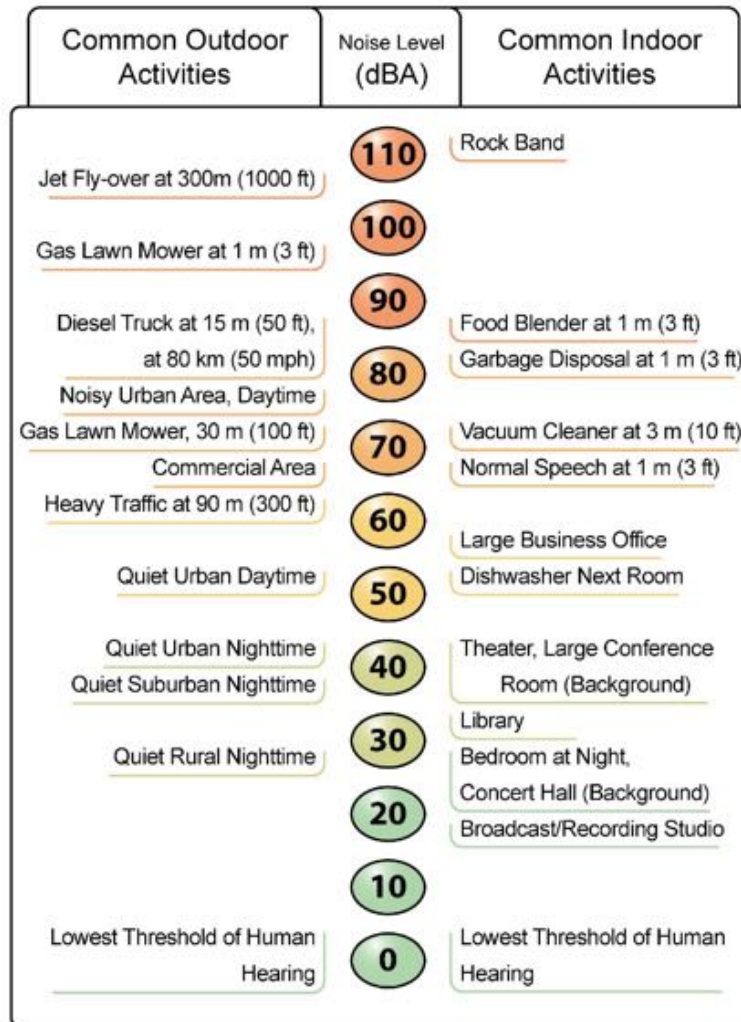 Common Outdoor
Activities
Noise Level
(dBA)
Common Indoor
Activities
110
Rock Band
Jet Fly-over at 300m (1000 ft)
100
Gas Lawn Mower at 1 m (3 ft)
90
Diesel Truck at 15 m (50 ft),
Food Blender at 1 m (3 ft)
at 80 km (50 mph)
80
Garbage Disposal at 1 m (3 ft)
Noisy Urban Area, Daytime
Gas Lawn Mower, 30 m (100 ft)
70
Vacuum Cleaner at 3 m (10 ft)
Commercial Area
Normal Speech at 1 m (3 ft)
Heavy Traffic at 90 m (300 ft)
60
Large Business Office
Quiet Urban Daytime
50
Dishwasher Next Room
Quiet Urban Nighttime
40
Theater, Large Conference
Quiet Suburban Nighttime
Room (Background)
30
Library
Quiet Rural Nighttime
Bedroom at Night,
Concert Hall (Background)
20
Broadcast/Recording Studio
10
Lowest Threshold of Human
Hearing
0
Lowest Threshold of Human
Hearing